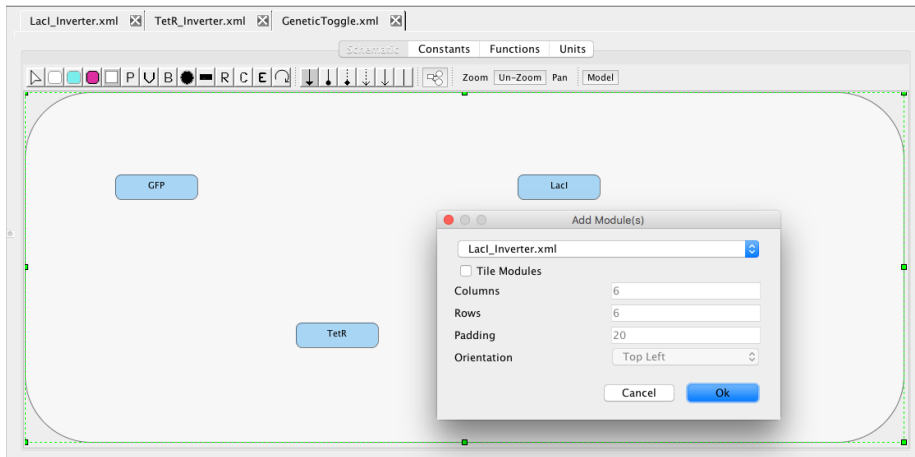 LacI_Inverter.xml TetR_Inverter.xml GeneticToggle.xml
Schematic Constants Functions Units
P V B R C E Zoom Un-Zoom Pan Model
GFP LacI
Add Module(s)
LacI_Inverter.xml
Tile Modules
Columns 6
Rows 6
Padding 20
TetR
Orientation Top Left
Cancel Ok